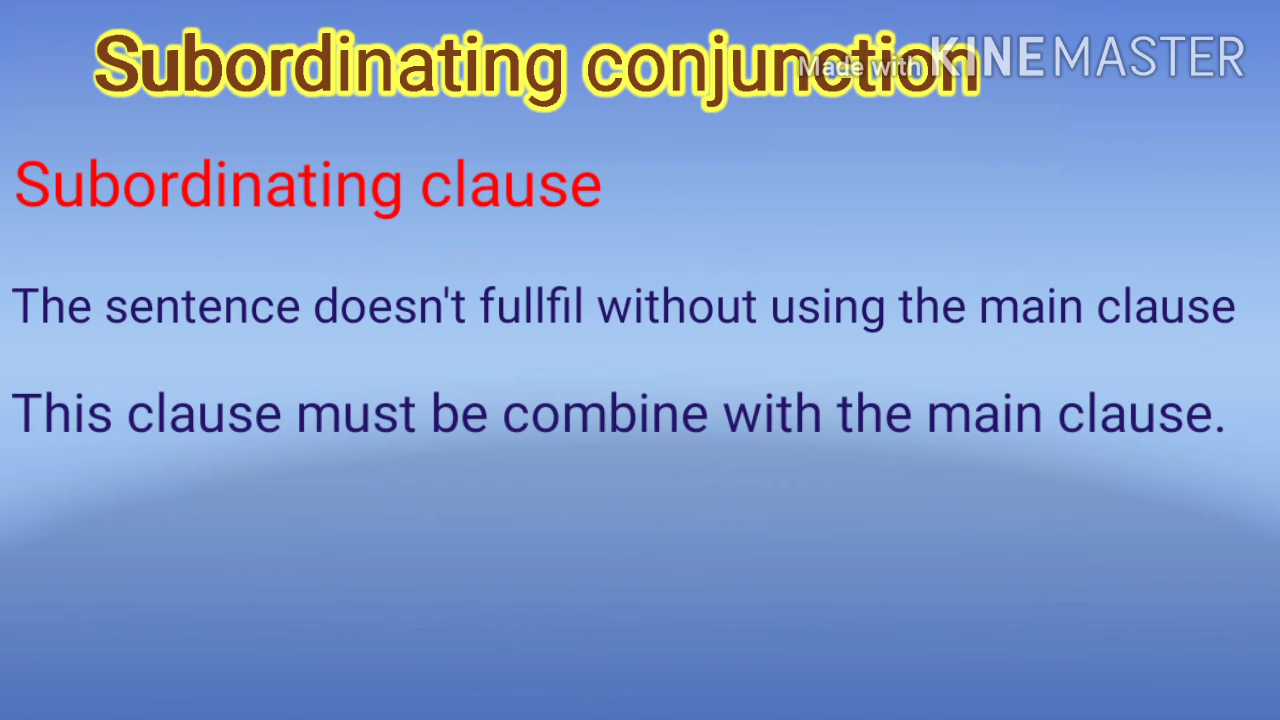 Subordinating conjunction
Made with KINEMASTER
Subordinating clause
The sentence doesn't fullfil without using the main clause
This clause must be combine with the main clause.